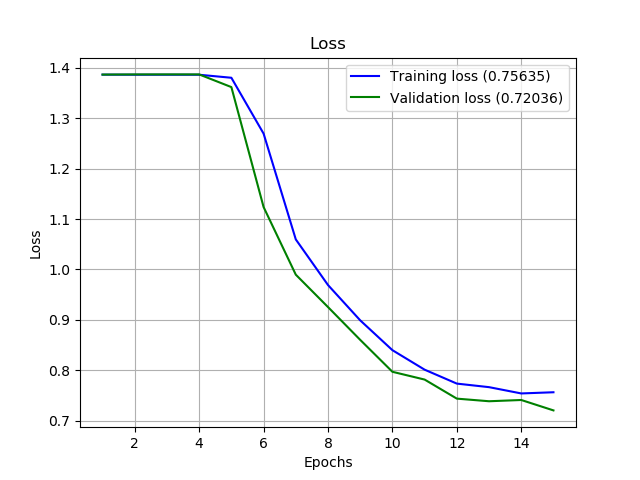 Loss
Training loss (0.75635)
Validation loss (0.72036)
1.4
1.3
1.2
1.1
1.0
0.9
0.8
0.7
Loss
2 4 6 8 10 12 14
Epochs